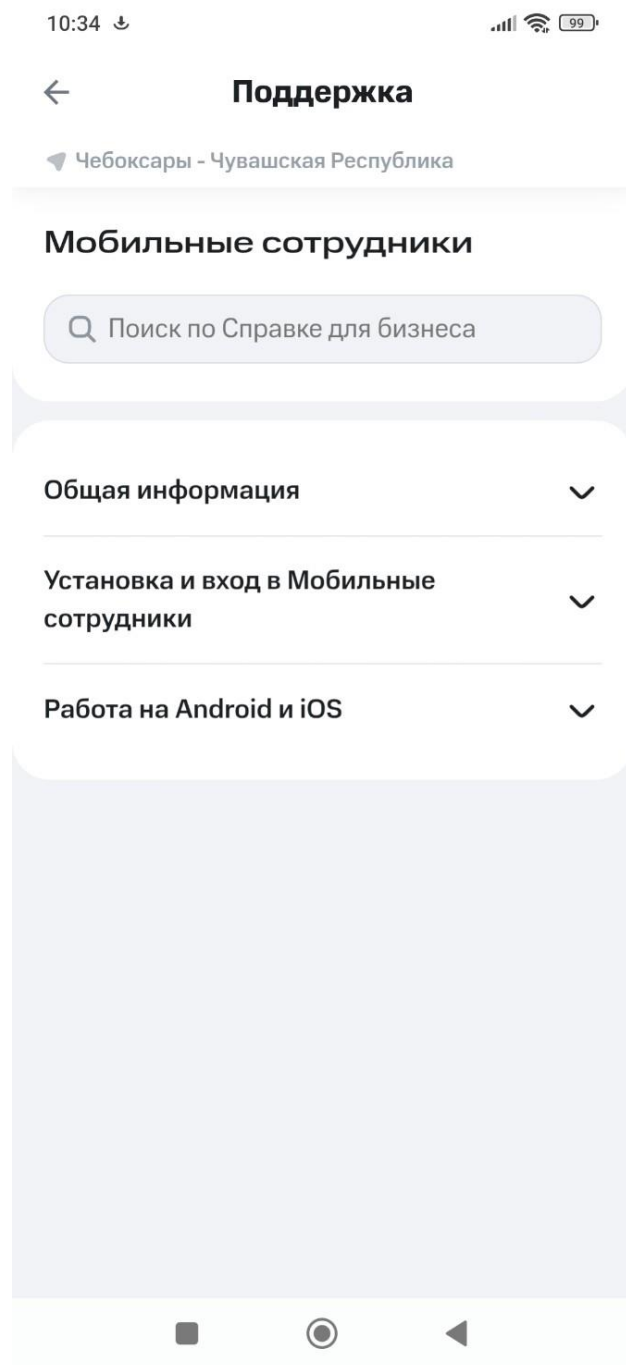 10:34
99
Поддержка
Чебоксары - Чувашская Республика
Мобильные сотрудники
Поиск по Справке для бизнеса
Общая информация
Установка и вход в Мобильные
сотрудники
Работа на Android и iOS